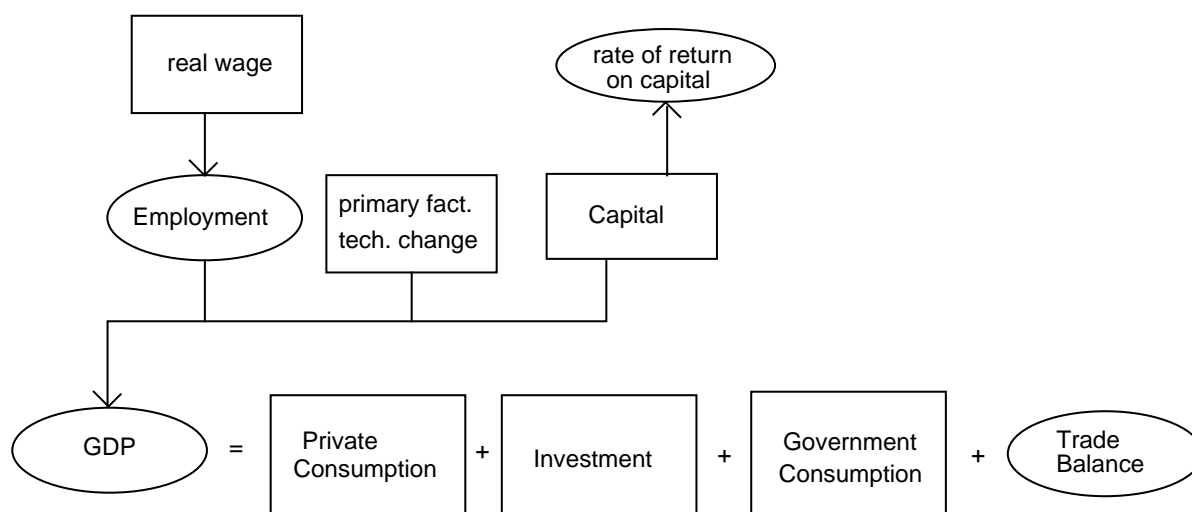 real wage
rate of return
on capital
Employment
primary fact.
tech. change
Capital
GDP
=
Private
Consumption
+
Investment
+
Government
Consumption
+
Trade
Balance